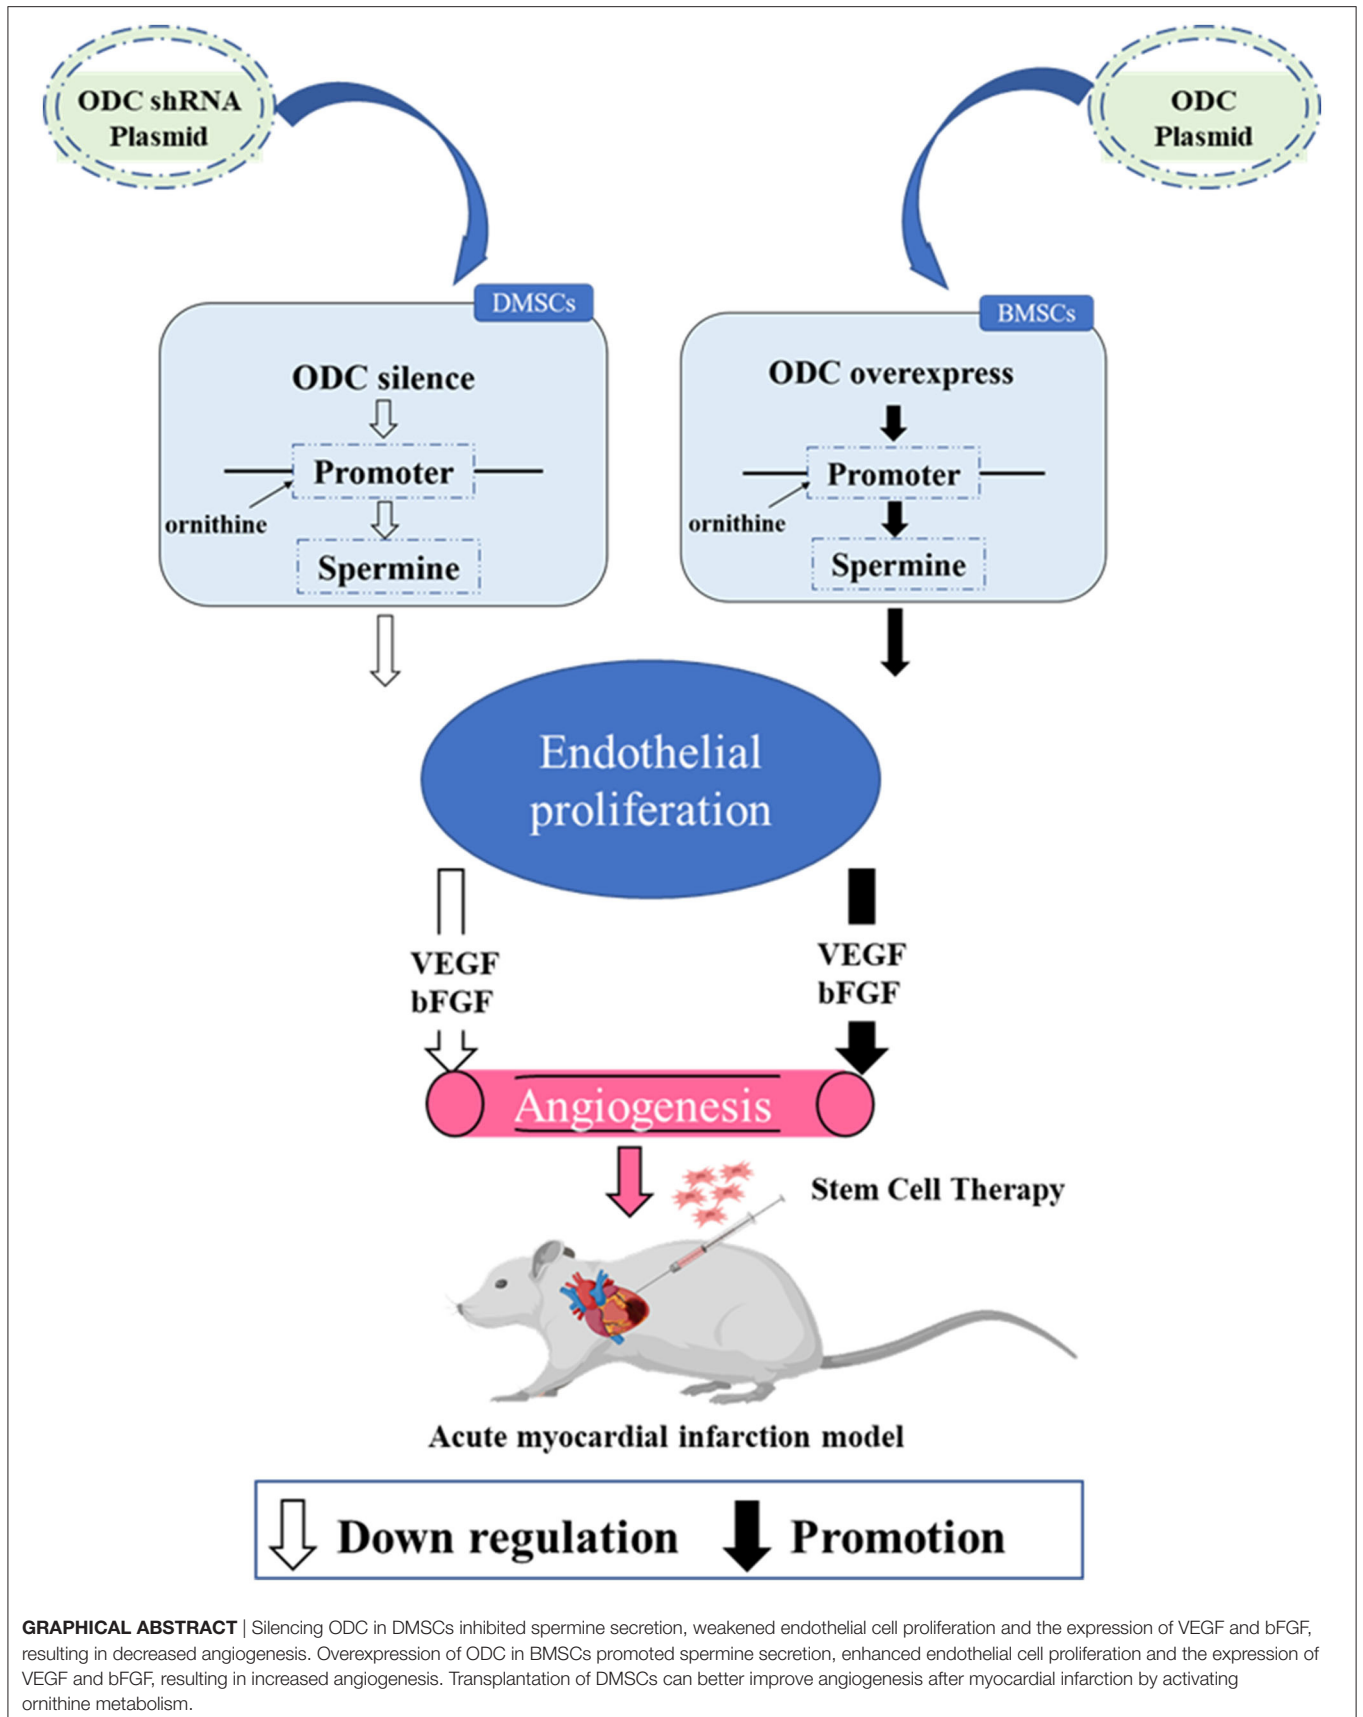 ODC shRNA
Plasmid
ODC
Plasmid
DMSCs
BMSCs
ODC silence
Promoter
ornithine
Spermine
ODC overexpress
Promoter
ornithine
Spermine
Endothelial
proliferation
VEGF
bFGF
VEGF
bFGF
Angiogenesis
Stem Cell Therapy
Acute myocardial infarction model
Down regulation
Promotion
GRAPHICAL ABSTRACT | Silencing ODC in DMSCs inhibited spermine secretion, weakened endothelial cell proliferation and the expression of VEGF and bFGF,
resulting in decreased angiogenesis. Overexpression of ODC in BMSCs promoted spermine secretion, enhanced endothelial cell proliferation and the expression of
VEGF and bFGF, resulting in increased angiogenesis. Transplantation of DMSCs can better improve angiogenesis after myocardial infarction by activating
ornithine metabolism.